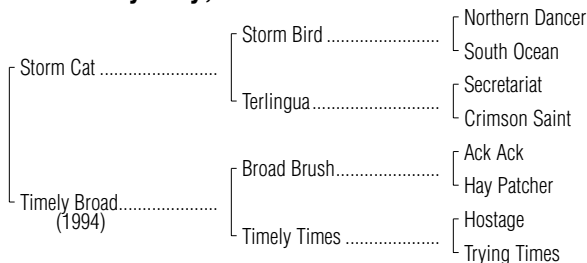 Northern Dancer
Storm Bird ........................
South Ocean
Storm Cat ........................
Secretariat
Terlingua..........................
Crimson Saint
Ack Ack
Broad Brush.....................
Hay Patcher
Timely Broad....................
(1994)
Hostage
Timely Times ...................
Trying Times